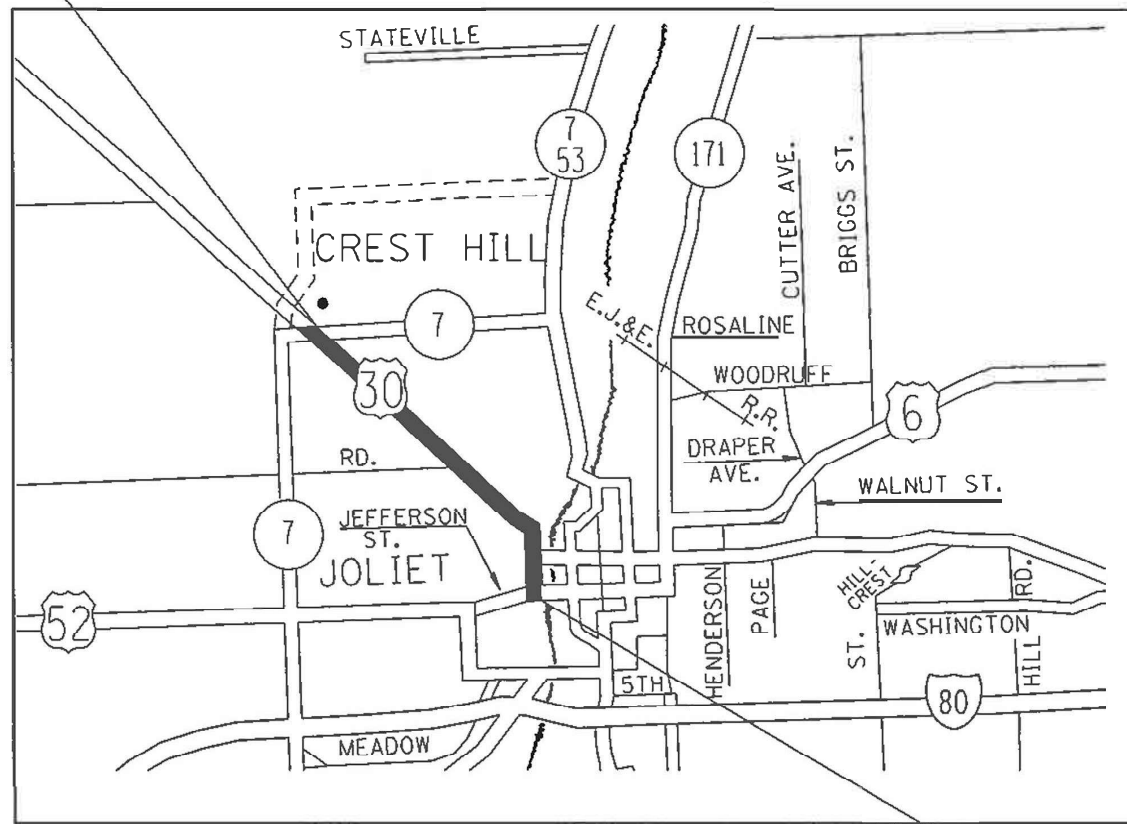 STATEVILLE
7
53
171
CUTTER AVE.
BRIGGS ST.
CREST HILL
7
E.J.&E.
R.R.
ROSALINE
WOODRUFF
30
6
DRAPER
AVE.
RD.
WALNUT ST.
7
JEFFERSON
ST.
JOLIET
HENDERSON
PAGE
HILL-
CREST
RD.
52
ST.
WASHINGTON
HILL
5TH
80
MEADOW